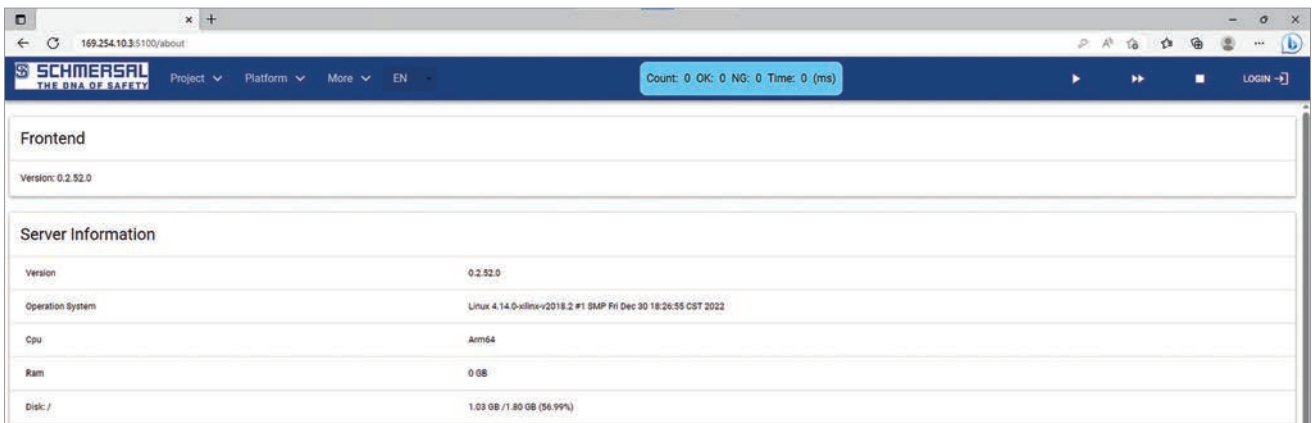 169.254.10.3:5100/about
SCHMERSAL
THE DNA OF SAFETY
Project Platform More EN Count: 0 OK: 0 NG: 0 Time: 0 (ms) LOGIN
Frontend
Version: 0.2.52.0
Server Information
Version 0.2.52.0
Operation System Linux 4.14.0-xilinx-v2018.2 #1 SMP Fri Dec 30 18:26:55 CST 2022
Cpu Arm64
Ram 0 GB
Disk: / 1.03 GB /1.80 GB (56.99%)